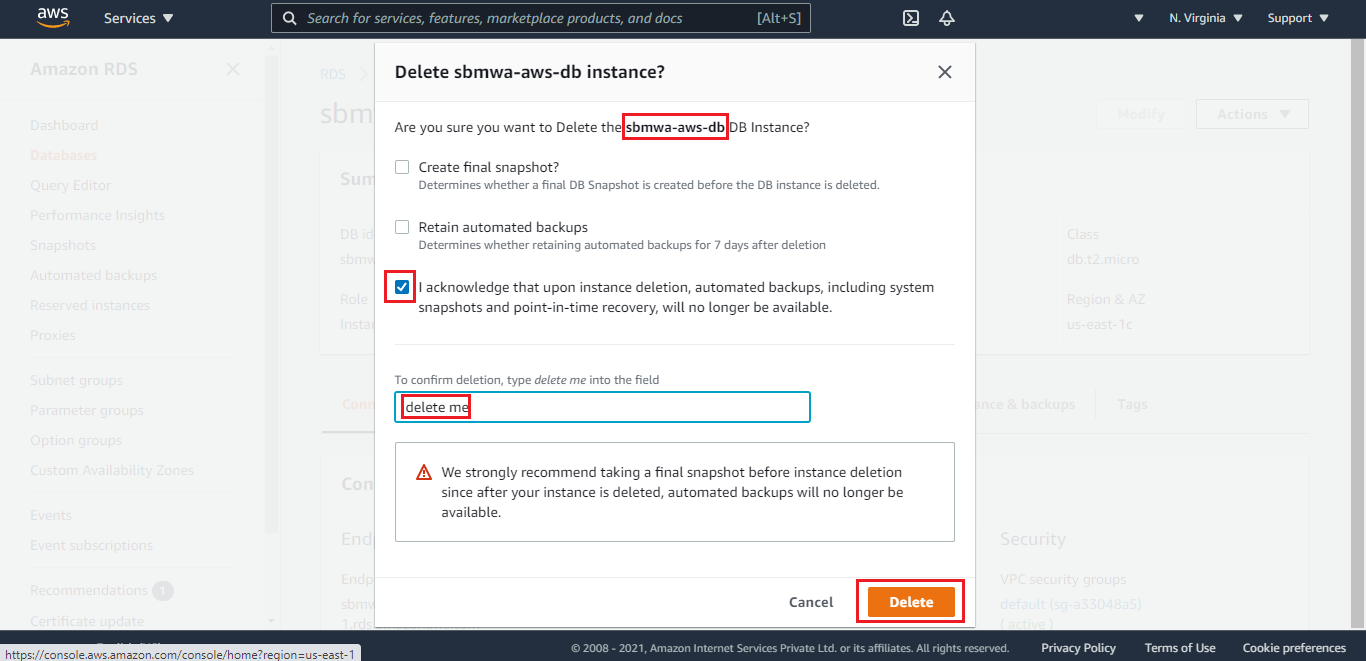 aws
Services
Search for services, features, marketplace products, and docs [Alt+S]
N. Virginia
Support
Amazon RDS
Dashboard
Databases
Query Editor
Performance Insights
Snapshots
Automated backups
Reserved instances
Proxies
Subnet groups
Parameter groups
Option groups
Custom Availability Zones
Events
Event subscriptions
Recommendations 1
Certificate update
RDS
sbm
Modify
Actions
Sum
DB id
sbmw
Role
Instan
Class
db.t2.micro
Region & AZ
us-east-1c
Conn
ance & backups
Tags
Con
Endp
Endp
sbmw
Security
VPC security groups
default (sg-a33048a5)
( active )
Delete sbmwa-aws-db instance?
Are you sure you want to Delete the sbmwa-aws-db DB Instance?
Create final snapshot?
Determines whether a final DB Snapshot is created before the DB instance is deleted.
Retain automated backups
Determines whether retaining automated backups for 7 days after deletion
I acknowledge that upon instance deletion, automated backups, including system
snapshots and point-in-time recovery, will no longer be available.
To confirm deletion, type delete me into the field
delete me
We strongly recommend taking a final snapshot before instance deletion
since after your instance is deleted, automated backups will no longer be
available.
Cancel
Delete
© 2008 - 2021, Amazon Internet Services Private Ltd. or its affiliates. All rights reserved.
Privacy Policy
Terms of Use
Cookie preferences
https://console.aws.amazon.com/console/home?region=us-east-1